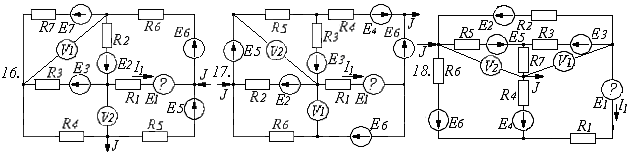 R7 E7 R2 R6
V1
E6
16. R3 E3 E2 I1 R1 ? E1 J
V2 E5
R4 J R5
R5 R4 E4 J
E5 V2 R3 E6
17. J R2 E2 E3 I1 R1 ? E1
V1
R6 E6
E2 R2
J R5 E5 R3 E3
18. R6 V2 R7 V1
J
R4 E1 ? I1
E6 E4 R1